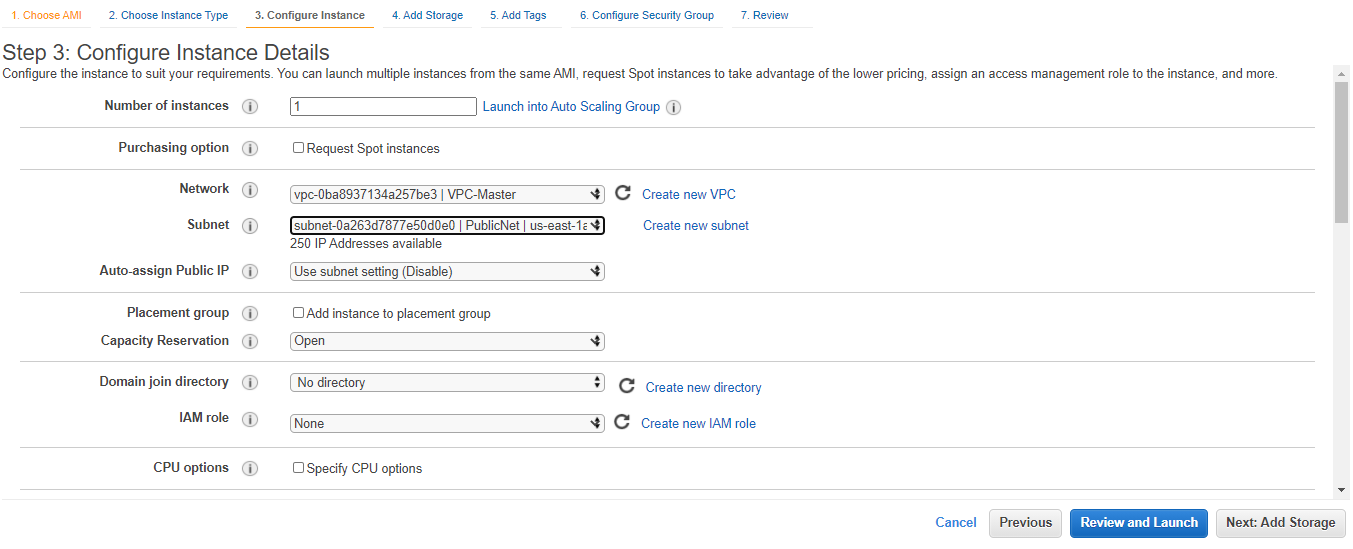 1. Choose AMI 2. Choose Instance Type 3. Configure Instance 4. Add Storage 5. Add Tags 6. Configure Security Group 7. Review
Step 3: Configure Instance Details
Configure the instance to suit your requirements. You can launch multiple instances from the same AMI, request Spot instances to take advantage of the lower pricing, assign an access management role to the instance, and more.
Number of instances i 1 Launch into Auto Scaling Group i
Purchasing option i Request Spot instances
Network i vpc-0ba8937134a257be3 | VPC-Master Create new VPC
Subnet i subnet-0a263d7877e50d0e0 | PublicNet | us-east-1a Create new subnet
250 IP Addresses available
Auto-assign Public IP i Use subnet setting (Disable)
Placement group i Add instance to placement group
Capacity Reservation i Open
Domain join directory i No directory Create new directory
IAM role i None Create new IAM role
CPU options i Specify CPU options
Cancel Previous Review and Launch Next: Add Storage